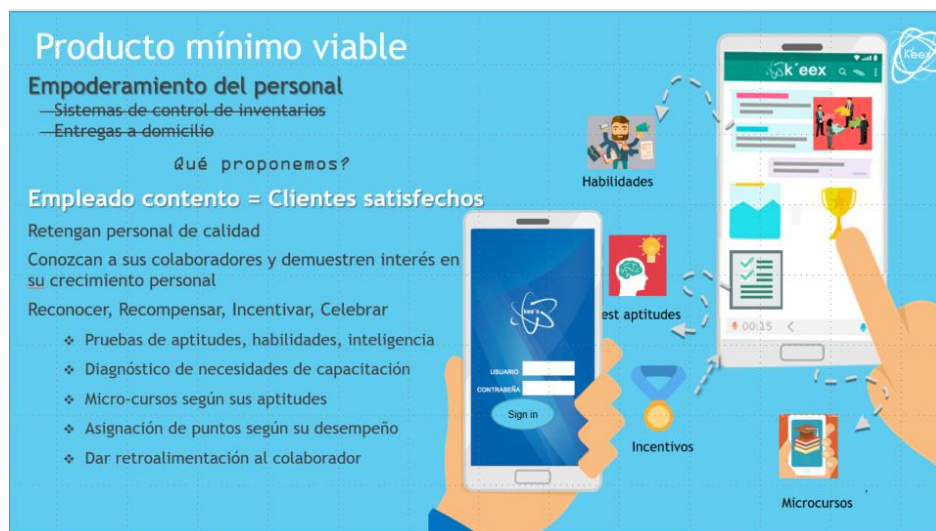 Producto mínimo viable
Empoderamiento del personal
Sistemas de control de inventarios
Entregas a domicilio
Qué proponemos?
Empleado contento = Clientes satisfechos
Retengan personal de calidad
Conozcan a sus colaboradores y demuestren interés en
su crecimiento personal
Reconocer, Recompensar, Incentivar, Celebrar
❖ Pruebas de aptitudes, habilidades, inteligencia
❖ Diagnóstico de necesidades de capacitación
❖ Micro-cursos según sus aptitudes
❖ Asignación de puntos según su desempeño
❖ Dar retroalimentación al colaborador
USUARIO
CONTRASEÑA
Sign in
Habilidades
est aptitudes
Incentivos
Microcursos
k´eex
00:15
k'eex